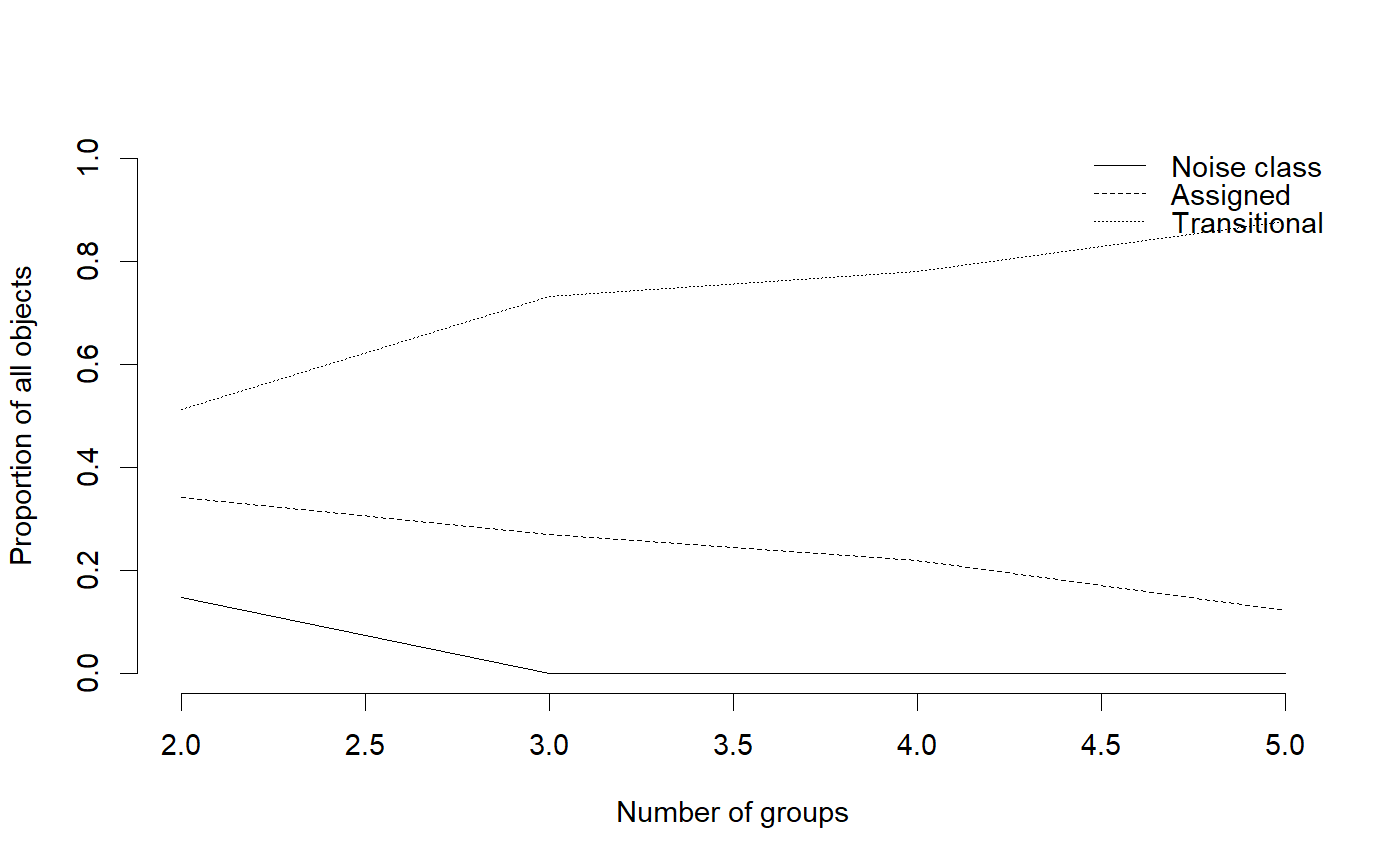 Noise class
Assigned
Transitional
Proportion of all objects
1.0
0.8
0.6
0.4
0.2
0.0
2.0 2.5 3.0 3.5 4.0 4.5 5.0
Number of groups